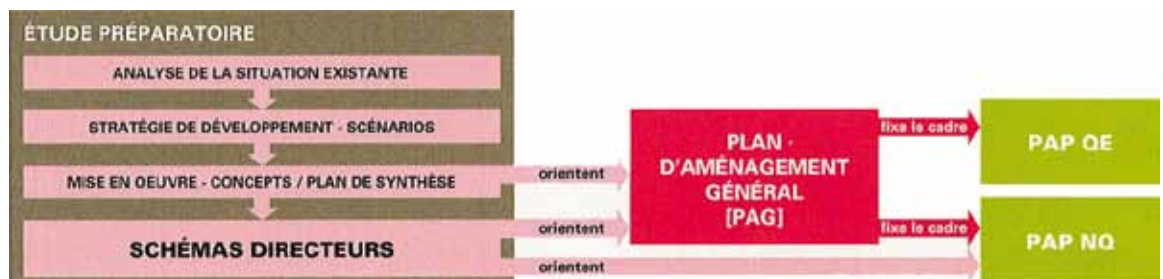 ÉTUDE PRÉPARATOIRE
ANALYSE DE LA SITUATION EXISTANTE
STRATÉGIE DE DÉVELOPPEMENT - SCÉNARIOS
MISE EN OEUVRE - CONCEPTS / PLAN DE SYNTHÈSE
SCHÉMAS DIRECTEURS
orientent
orientent
orientent
PLAN -
D'AMÉNAGEMENT
GÉNÉRAL
[PAG]
fixe le cadre
fixe le cadre
PAP QE
PAP NQ